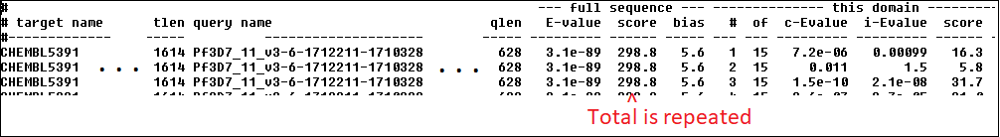 # --- full sequence --- -------------- this domain -------------
# target name tlen query name qlen E-value score bias # of c-Evalue i-Evalue score
CHEMBL5391 ... 1614 Pf3D7_11_v3-6-1712211-1710328 ... 628 3.1e-89 298.8 5.6 1 15 7.2e-06 0.00099 16.3
CHEMBL5391 1614 Pf3D7_11_v3-6-1712211-1710328 628 3.1e-89 298.8 5.6 2 15 0.011 1.5 5.8
CHEMBL5391 1614 Pf3D7_11_v3-6-1712211-1710328 628 3.1e-89 298.8 5.6 3 15 1.5e-10 2.1e-08 31.7
Total is repeated